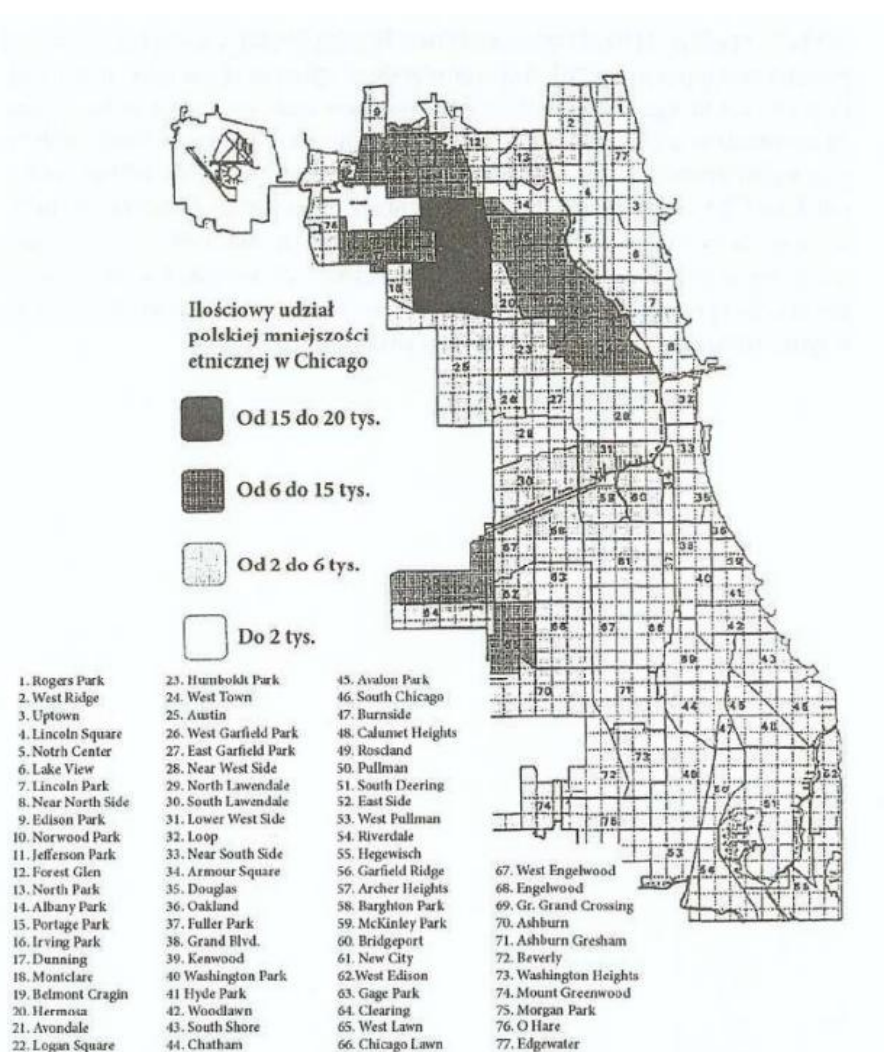 Ilościowy udział
polskiej mniejszości
etnicznej w Chicago
Od 15 do 20 tys.
Od 6 do 15 tys.
Od 2 do 6 tys.
Do 2 tys.
1. Rogers Park
2. West Ridge
3. Uptown
4. Lincoln Square
5. Notrh Center
6. Lake View
7. Lincoln Park
8. Near North Side
9. Edison Park
10. Norwood Park
11. Jefferson Park
12. Forest Glen
13. North Park
14. Albany Park
15. Portage Park
16. Irving Park
17. Dunning
18. Montclare
19. Belmont Cragin
20. Hermosa
21. Avondale
22. Logan Square
23. Humboldt Park
24. West Town
25. Austin
26. West Garfield Park
27. East Garfield Park
28. Near West Side
29. North Lawendale
30. South Lawendale
31. Lower West Side
32. Loop
33. Near South Side
34. Armour Square
35. Douglas
36. Oakland
37. Fuller Park
38. Grand Blvd.
39. Kenwood
40 Washington Park
41 Hyde Park
42. Woodlawn
43. South Shore
44. Chatham
45. Avalon Park
46. South Chicago
47. Burnside
48. Calumet Heights
49. Roseland
50. Pullman
51. South Deering
52. East Side
53. West Pullman
54. Riverdale
55. Hegewisch
56. Garfield Ridge
57. Archer Heights
58. Barghton Park
59. McKinley Park
60. Bridgeport
61. New City
62.West Edison
63. Gage Park
64. Clearing
65. West Lawn
66. Chicago Lawn
67. West Engelwood
68. Engelwood
69. Gr. Grand Crossing
70. Ashburn
71. Ashburn Gresham
72. Beverly
73. Washington Heights
74. Mount Greenwood
75. Morgan Park
76. O Hare
77. Edgewater